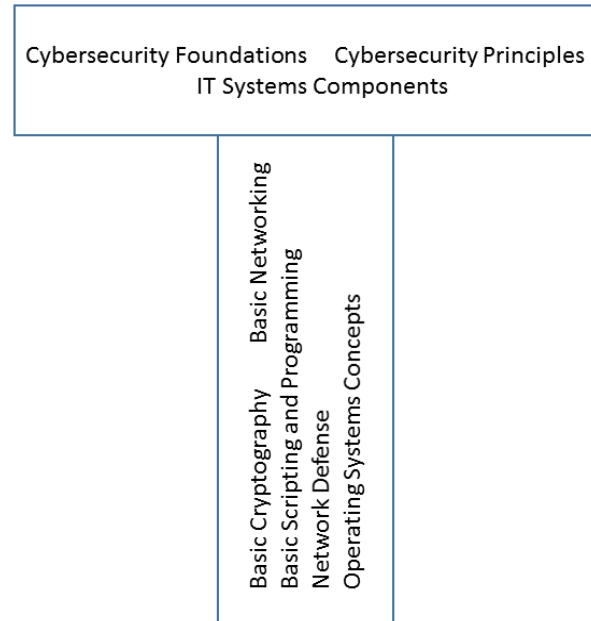 Cybersecurity Foundations Cybersecurity Principles
IT Systems Components
Basic Cryptography Basic Networking
Basic Scripting and Programming
Network Defense
Operating Systems Concepts